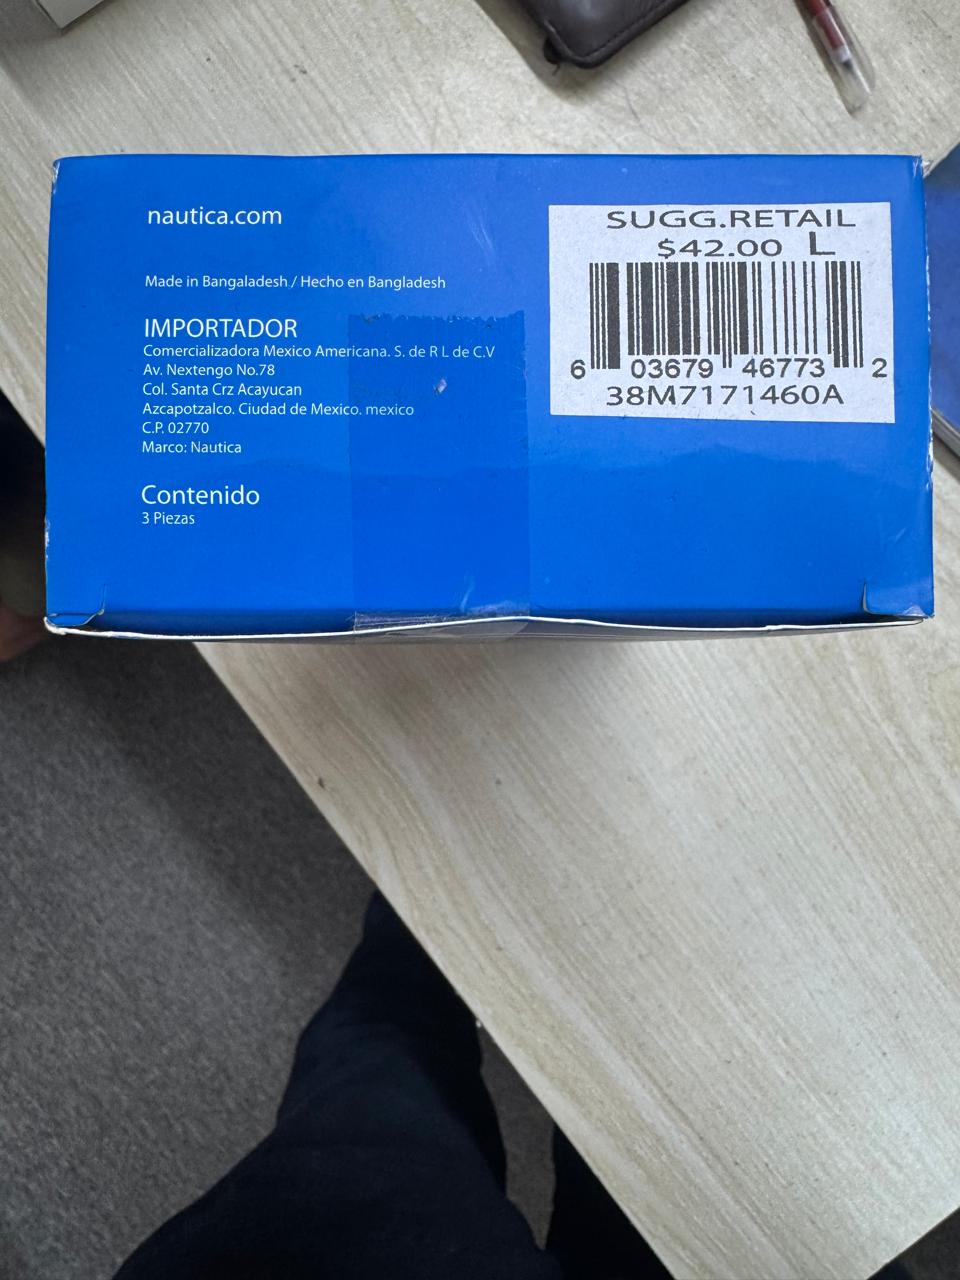 nautica.com
Made in Bangaladesh / Hecho en Bangladesh
IMPORTADOR
Comercializadora Mexico Americana. S. de R L de C.V
Av. Nextengo No.78
Col. Santa Crz Acayucan
Azcapotzalco. Ciudad de Mexico. mexico
C.P. 02770
Marco: Nautica
Contenido
3 Piezas
SUGG.RETAIL
$42.00 L
6 03679 46773 2
38M7171460A